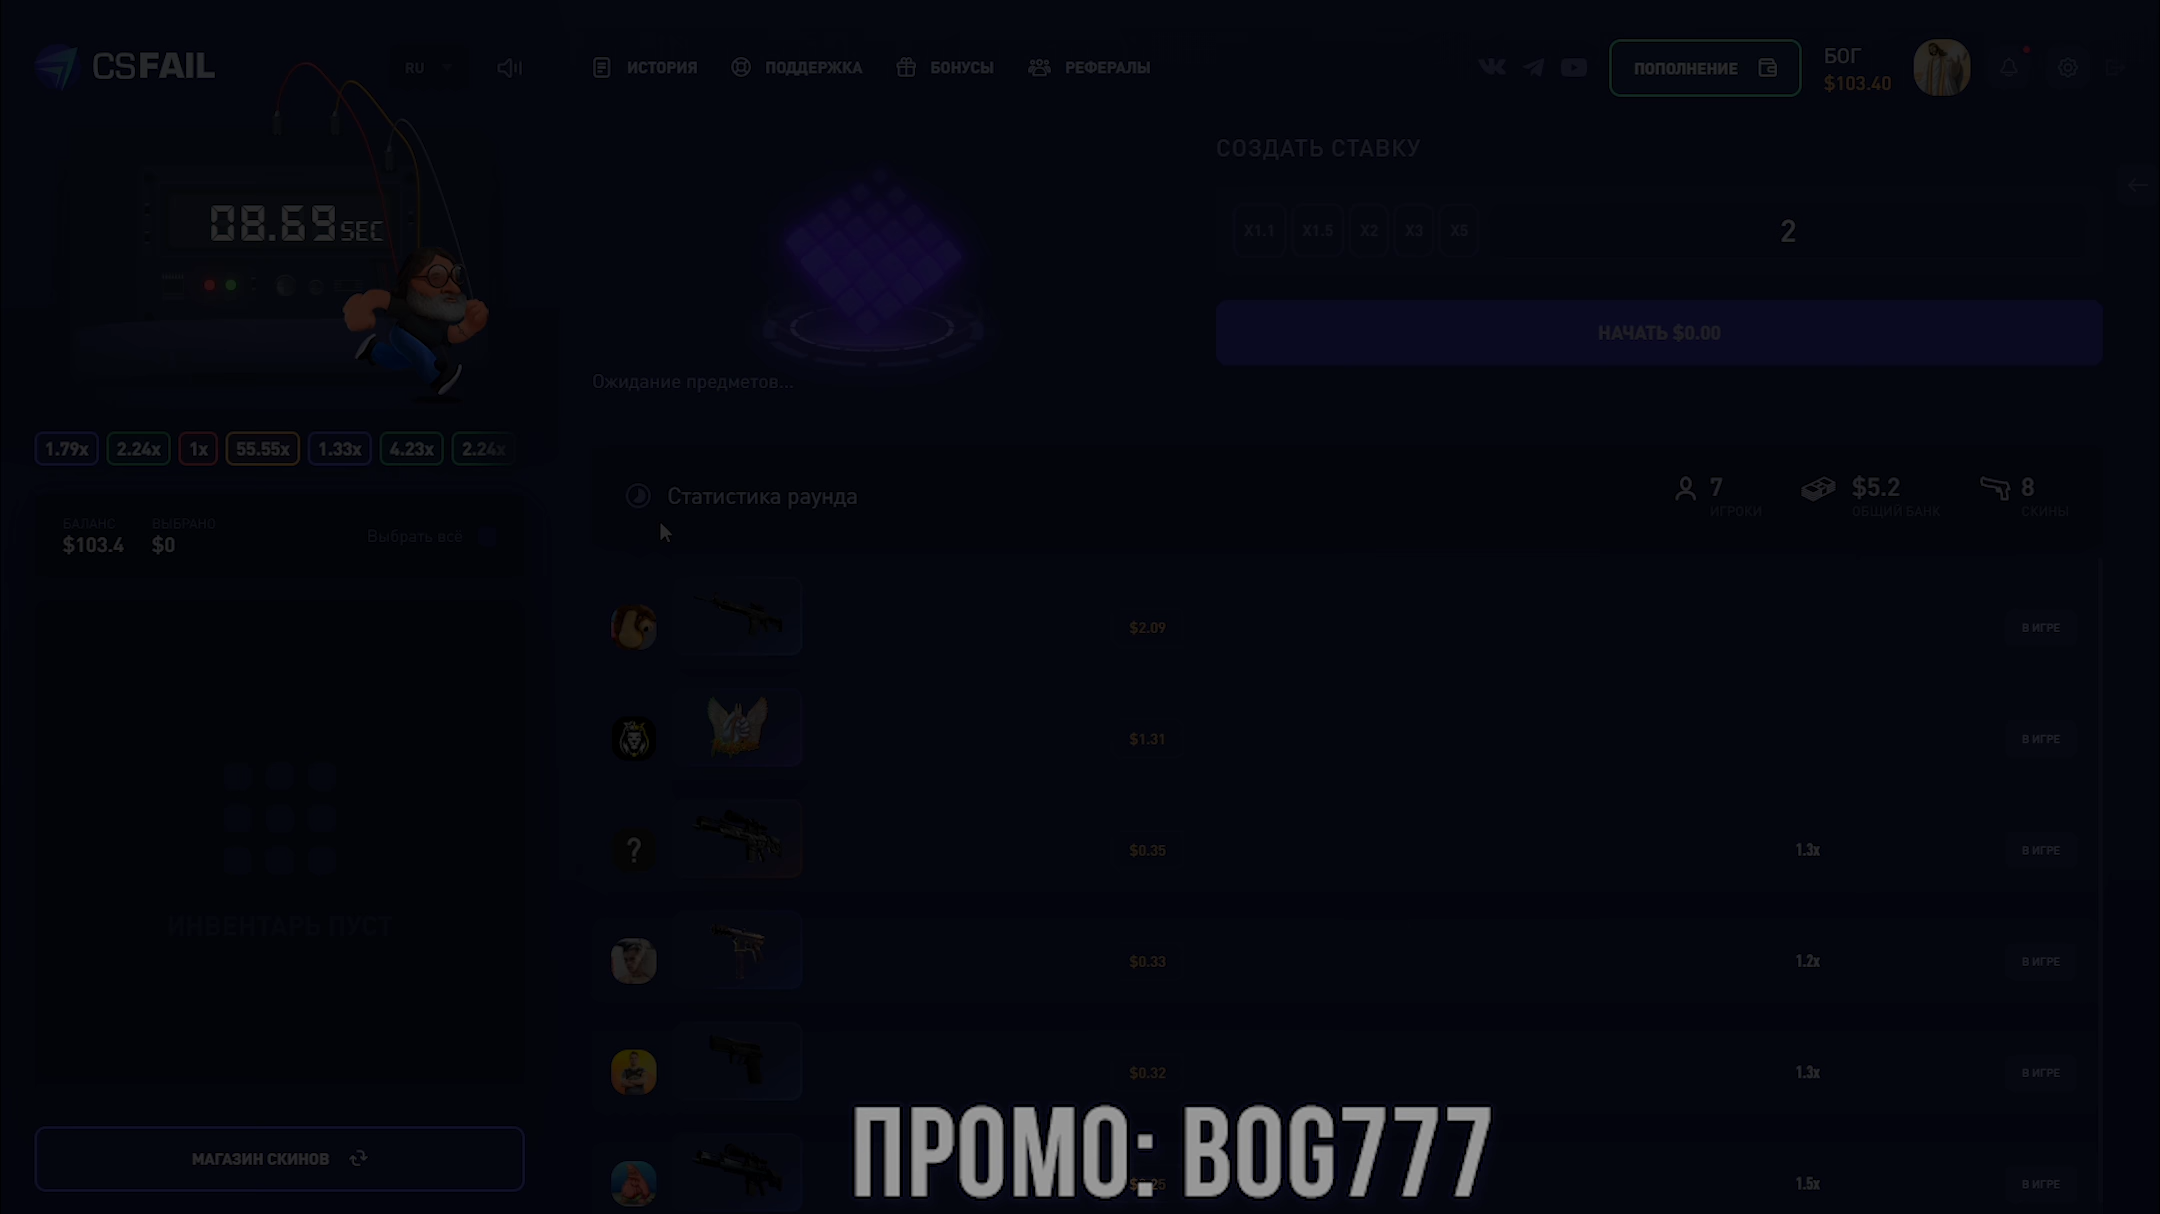 CSFAIL
RU
ИСТОРИЯ
ПОДДЕРЖКА
БОНУСЫ
РЕФЕРАЛЫ
ПОПОЛНЕНИЕ
БОГ
$103.40
08.69 SEC
СОЗДАТЬ СТАВКУ
X1.1
X1.5
X2
X3
X5
2
НАЧАТЬ $0.00
Ожидание предметов...
1.79x
2.24x
1x
55.55x
1.33x
4.23x
2.24x
БАЛАНС
$103.4
ВЫБРАНО
$0
Выбрать всё
Статистика раунда
7
ИГРОКИ
$5.2
ОБЩИЙ БАНК
8
СКИНЫ
$2.09
В ИГРЕ
$1.31
В ИГРЕ
?
$0.35
1.3x
В ИГРЕ
$0.33
1.2x
В ИГРЕ
$0.32
1.3x
В ИГРЕ
1.5x
В ИГРЕ
ИНВЕНТАРЬ ПУСТ
МАГАЗИН СКИНОВ
ПРОМО: BOG777